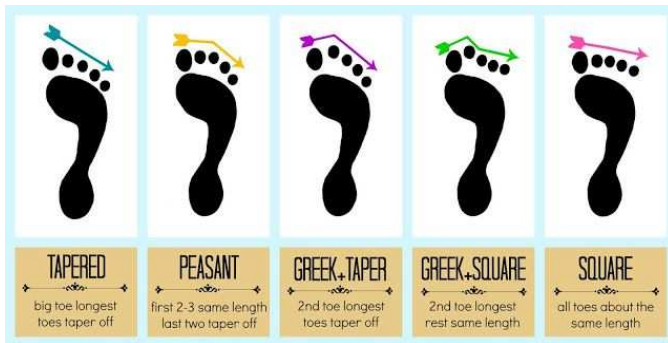 TAPERED
big toe longest
toes taper off
PEASANT
first 2-3 same length
last two taper off
GREEK+TAPER
2nd toe longest
toes taper off
GREEK+SQUARE
2nd toe longest
rest same length
SQUARE
all toes about the
same length